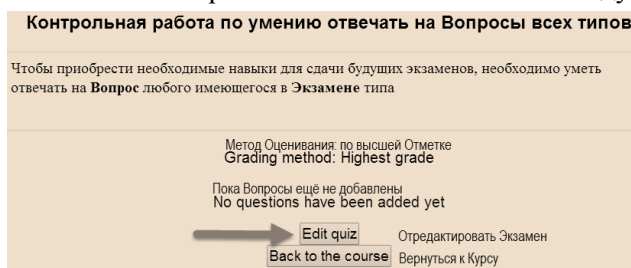 Контрольная работа по умению отвечать на Вопросы всех типов
Чтобы приобрести необходимые навыки для сдачи будущих экзаменов, необходимо уметь
отвечать на Вопрос любого имеющегося в Экзамене типа
Метод Оценивания: по высшей Отметке
Grading method: Highest grade
Пока Вопросы ещё не добавлены
No questions have been added yet
Edit quiz Отредактировать Экзамен
Back to the course Вернуться к Курсу